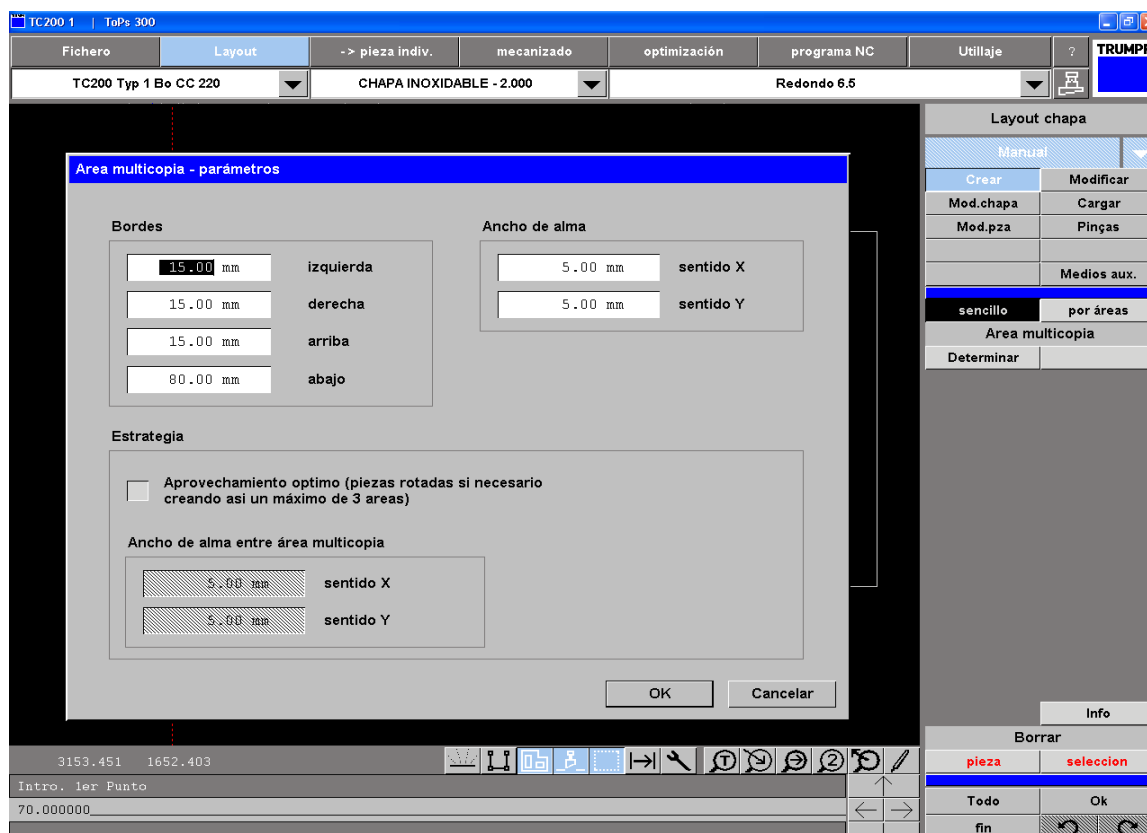 TC200 1 | ToPs 300
Fichero Layout -> pieza indiv. mecanizado optimización programa NC Utillaje ? TRUMPF
TC200 Typ 1 Bo CC 220 CHAPA INOXIDABLE - 2.000 Redondo 6.5
Layout chapa
Manual
Crear Modificar
Mod.chapa Cargar
Mod.pza Pinças
Medios aux.
sencillo por áreas
Area multicopia
Determinar
Area multicopia - parámetros
Bordes
15.00 mm izquierda
15.00 mm derecha
15.00 mm arriba
80.00 mm abajo
Ancho de alma
5.00 mm sentido X
5.00 mm sentido Y
Estrategia
Aprovechamiento optimo (piezas rotadas si necesario
creando asi un máximo de 3 areas)
Ancho de alma entre área multicopia
5.00 mm sentido X
5.00 mm sentido Y
OK Cancelar
Info
Borrar
pieza seleccion
Todo Ok
fin
3153.451 1652.403
T 2
Intro. 1er Punto
70.000000